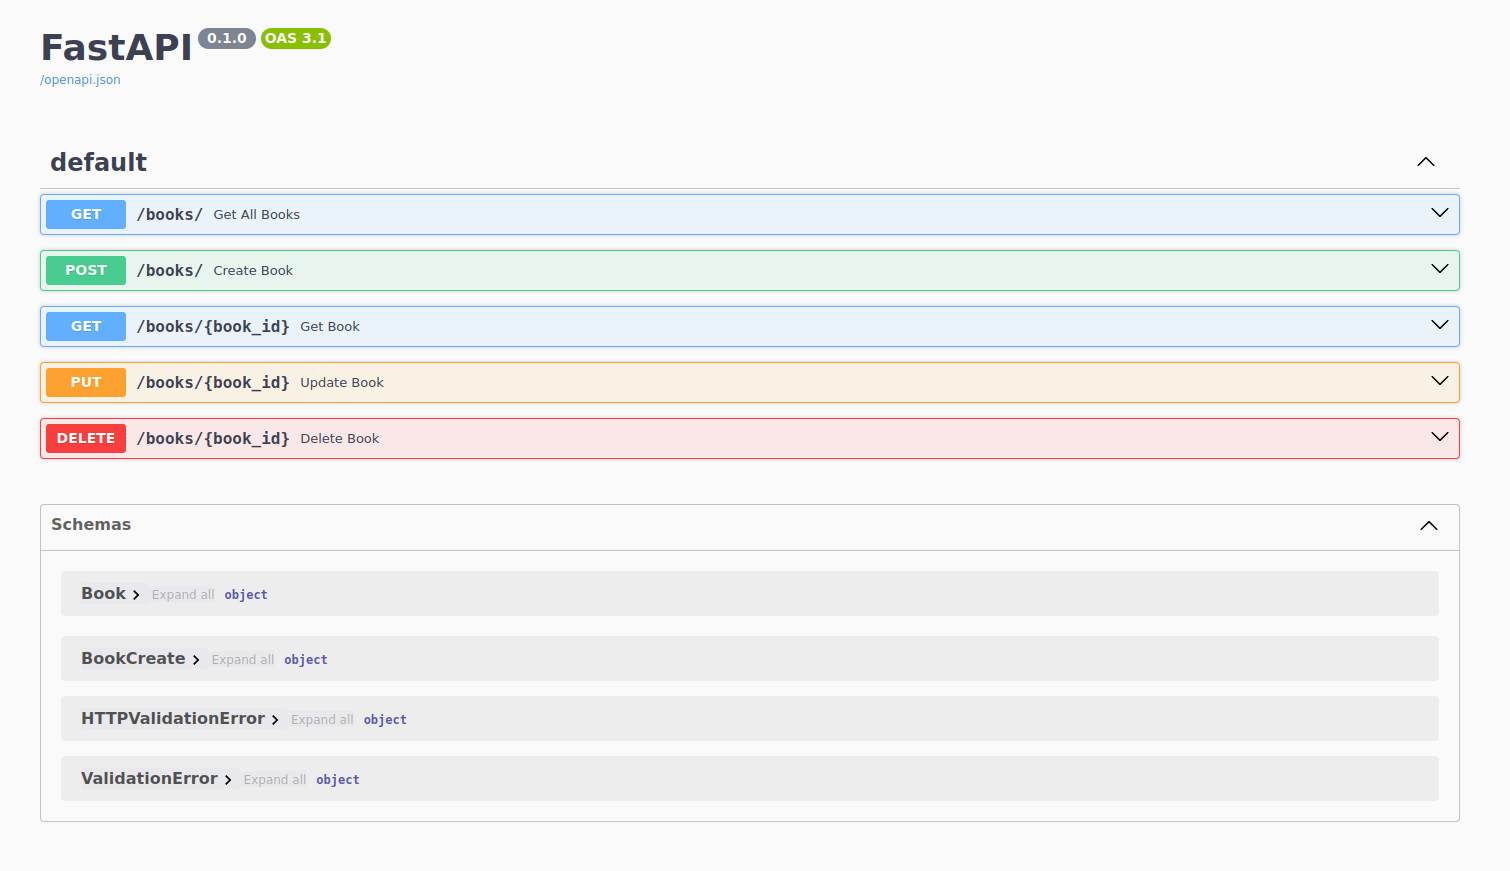 FastAPI 0.1.0 OAS 3.1
/openapi.json
default
GET /books/ Get All Books
POST /books/ Create Book
GET /books/{book_id} Get Book
PUT /books/{book_id} Update Book
DELETE /books/{book_id} Delete Book
Schemas
Book Expand all object
BookCreate Expand all object
HTTPValidationError Expand all object
ValidationError Expand all object